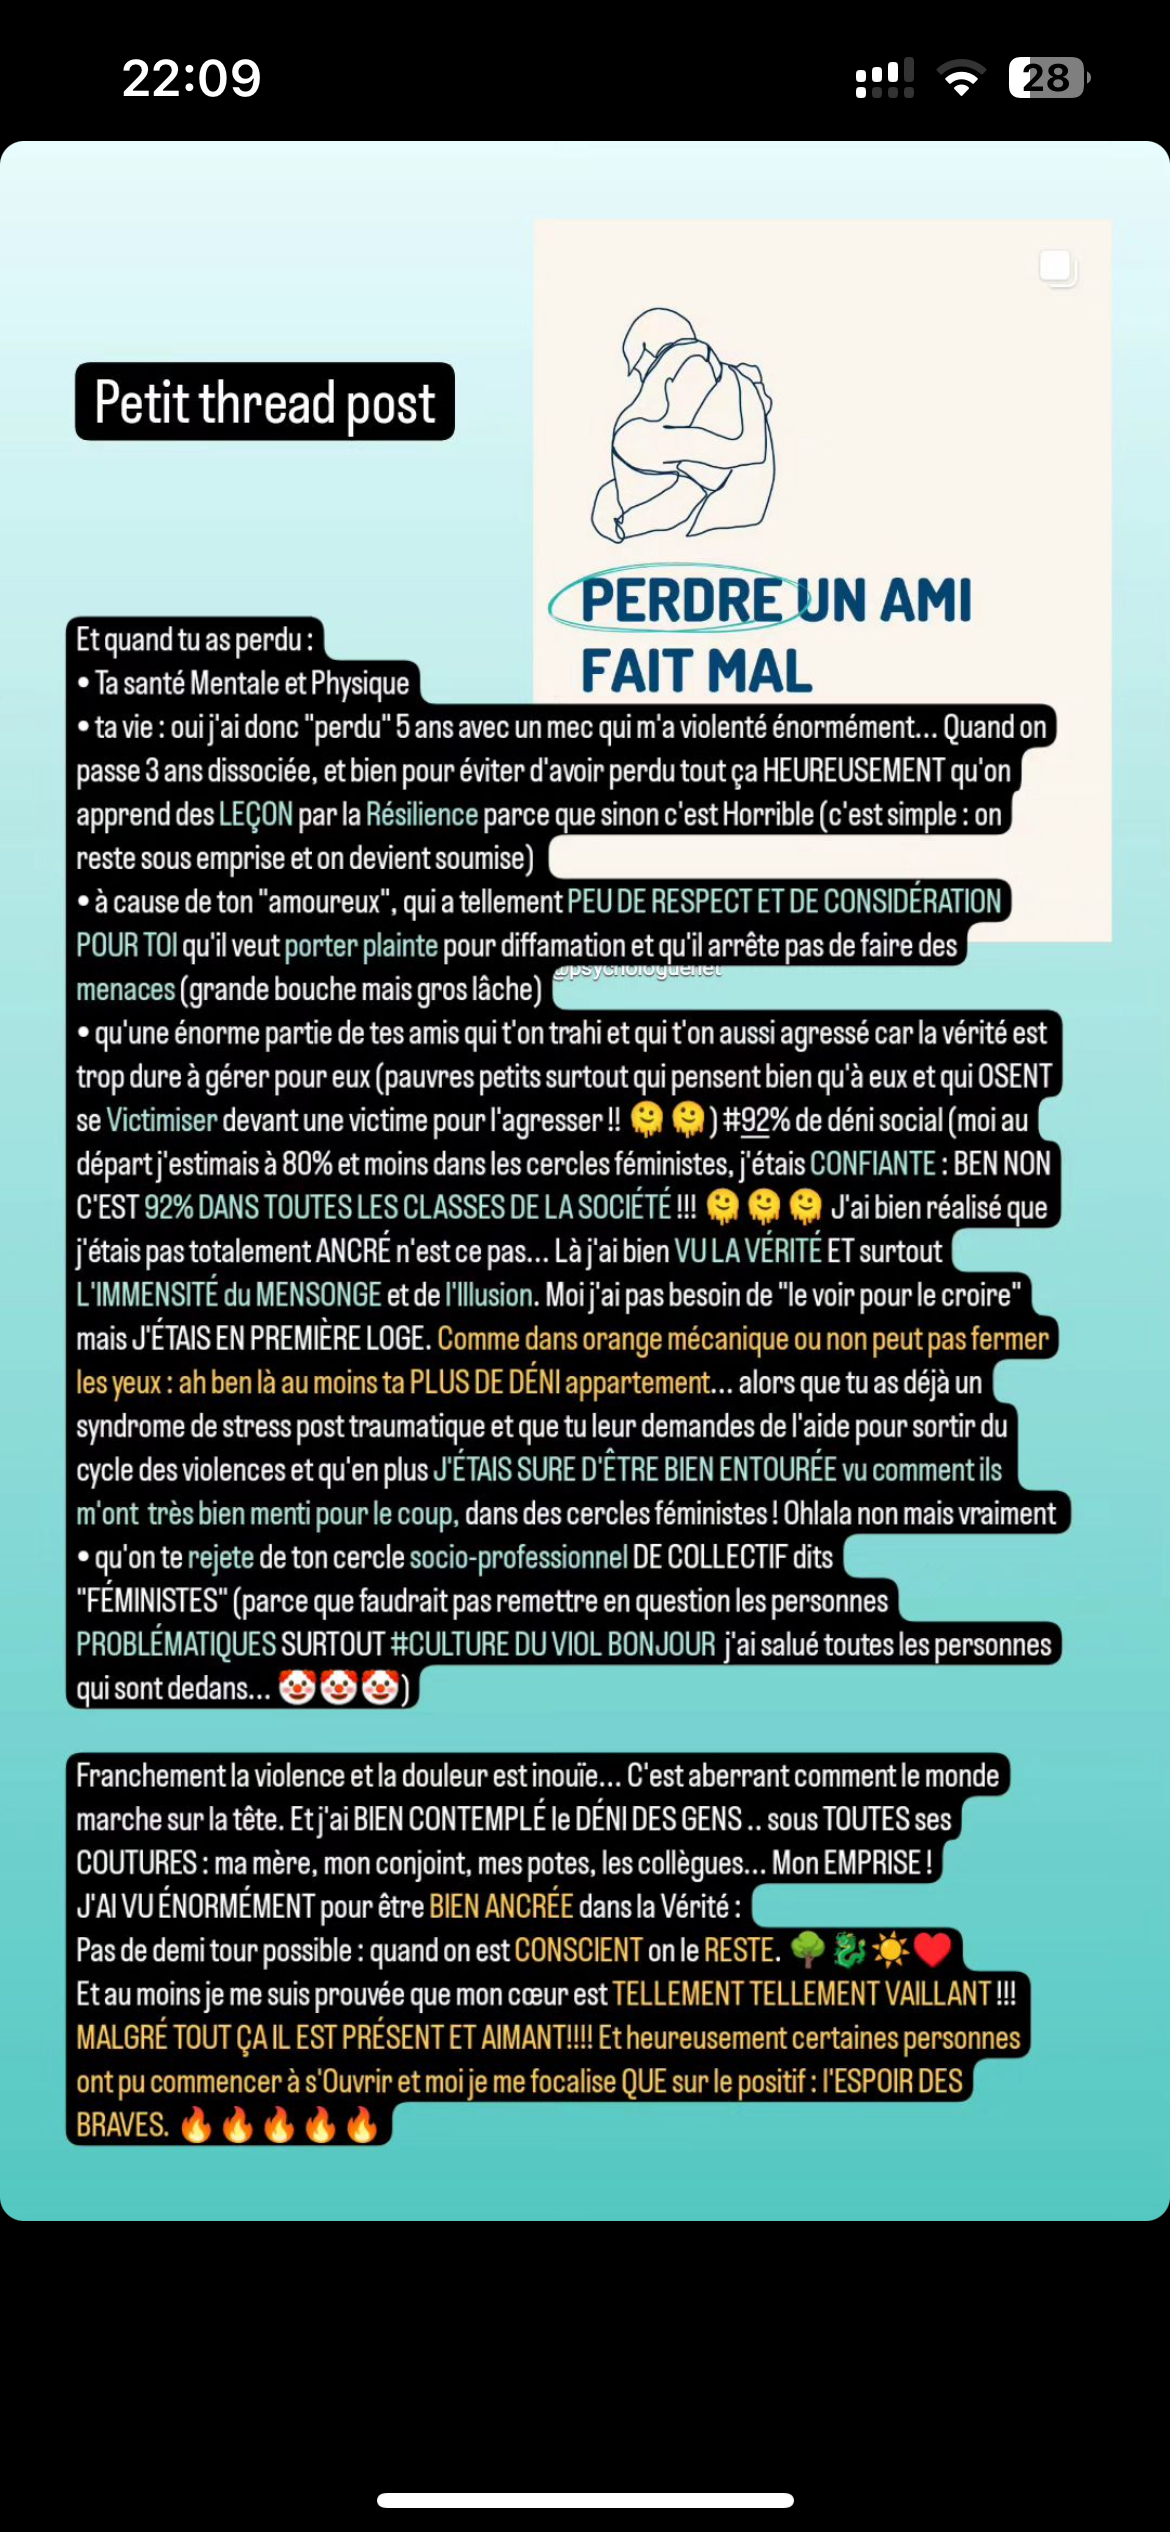 22:09
28
Petit thread post
PERDRE UN AMI
FAIT MAL
Et quand tu as perdu :
• Ta santé Mentale et Physique
• ta vie : oui j'ai donc "perdu" 5 ans avec un mec qui m'a violenté énormément... Quand on
passe 3 ans dissociée, et bien pour éviter d'avoir perdu tout ça HEUREUSEMENT qu'on
apprend des LEÇON par la Résilience parce que sinon c'est Horrible (c'est simple : on
reste sous emprise et on devient soumise)
• à cause de ton "amoureux", qui a tellement PEU DE RESPECT ET DE CONSIDÉRATION
POUR TOI qu'il veut porter plainte pour diffamation et qu'il arrête pas de faire des
@psychologuenet
menaces (grande bouche mais gros lâche)
• qu'une énorme partie de tes amis qui t'on trahi et qui t'on aussi agressé car la vérité est
trop dure à gérer pour eux (pauvres petits surtout qui pensent bien qu'à eux et qui OSENT
se Victimiser devant une victime pour l'agresser !! 🫠 🫠 ) #92% de déni social (moi au
départ j'estimais à 80% et moins dans les cercles féministes, j'étais CONFIANTE : BEN NON
C'EST 92% DANS TOUTES LES CLASSES DE LA SOCIÉTÉ !!! 🫠 🫠 🫠 J'ai bien réalisé que
j'étais pas totalement ANCRÉ n'est ce pas... Là j'ai bien VU LA VÉRITÉ ET surtout
L'IMMENSITÉ du MENSONGE et de l'Illusion. Moi j'ai pas besoin de "le voir pour le croire"
mais J'ÉTAIS EN PREMIÈRE LOGE. Comme dans orange mécanique ou non peut pas fermer
les yeux : ah ben là au moins ta PLUS DE DÉNI appartement... alors que tu as déjà un
syndrome de stress post traumatique et que tu leur demandes de l'aide pour sortir du
cycle des violences et qu'en plus J'ÉTAIS SURE D'ÊTRE BIEN ENTOURÉE vu comment ils
m'ont très bien menti pour le coup, dans des cercles féministes ! Ohlala non mais vraiment
• qu'on te rejete de ton cercle socio-professionnel DE COLLECTIF dits
"FÉMINISTES" (parce que faudrait pas remettre en question les personnes
PROBLÉMATIQUES SURTOUT #CULTURE DU VIOL BONJOUR j'ai salué toutes les personnes
qui sont dedans... 🤡🤡🤡)
Franchement la violence et la douleur est inouïe... C'est aberrant comment le monde
marche sur la tête. Et j'ai BIEN CONTEMPLÉ le DÉNI DES GENS .. sous TOUTES ses
COUTURES : ma mère, mon conjoint, mes potes, les collègues... Mon EMPRISE !
J'AI VU ÉNORMÉMENT pour être BIEN ANCRÉE dans la Vérité :
Pas de demi tour possible : quand on est CONSCIENT on le RESTE. 🌳🐉☀️❤️
Et au moins je me suis prouvée que mon cœur est TELLEMENT TELLEMENT VAILLANT !!!
MALGRÉ TOUT ÇA IL EST PRÉSENT ET AIMANT!!!! Et heureusement certaines personnes
ont pu commencer à s'Ouvrir et moi je me focalise QUE sur le positif : l'ESPOIR DES
BRAVES. 🔥🔥🔥🔥🔥